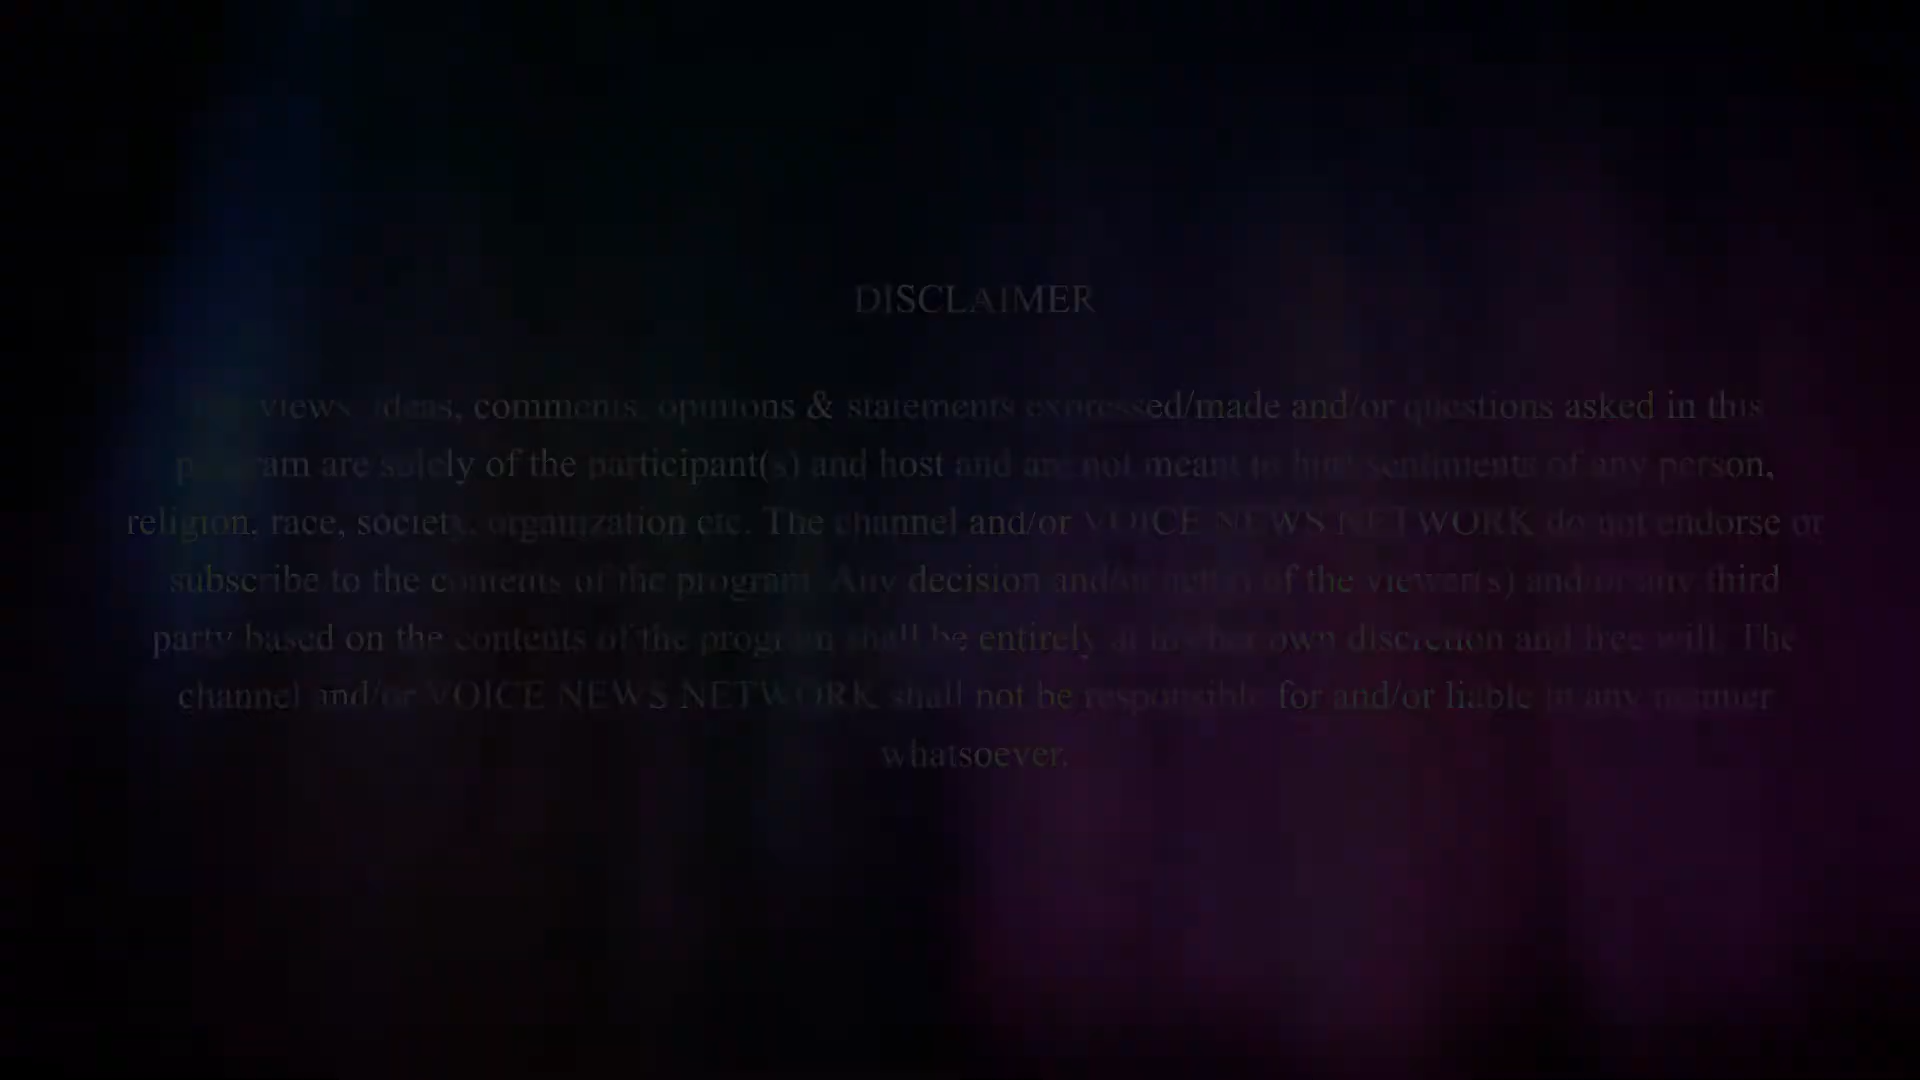 DISCLAIMER
views, ideas, comments, opinions & statements expressed/made and/or questions asked in this
program are solely of the participant(s) and host and are not meant to hurt sentiments of any person,
religion, race, society, organization etc. The channel and/or VOICE NEWS NETWORK do not endorse or
subscribe to the contents of the program. Any decision and/or action of the viewer(s) and/or any third
party based on the contents of the program shall be entirely at his/her own discretion and free will. The
channel and/or VOICE NEWS NETWORK shall not be responsible for and/or liable in any manner
whatsoever.